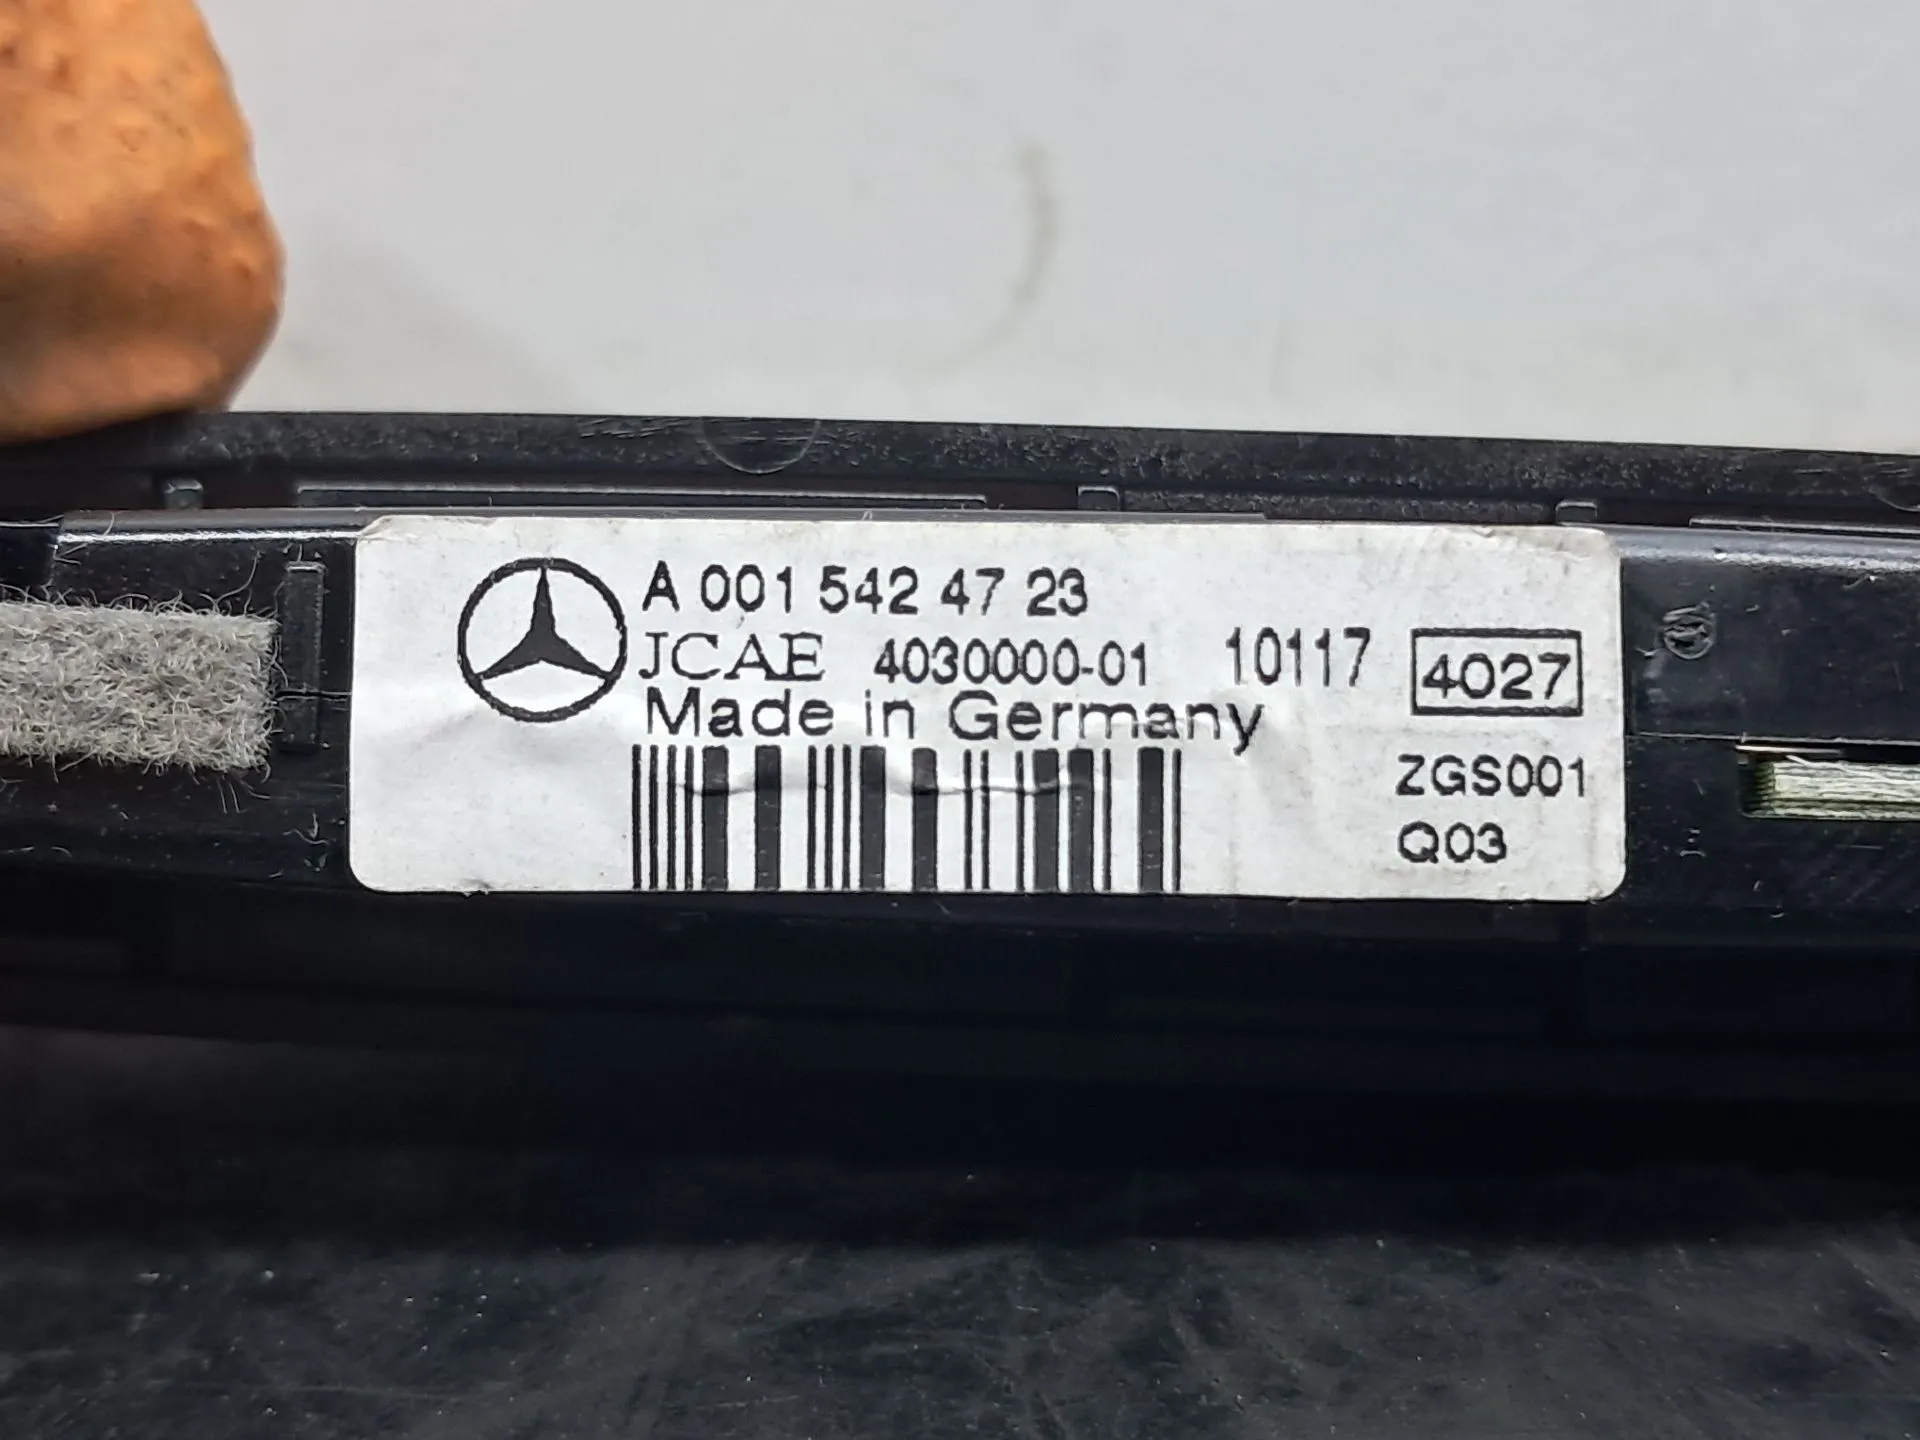 A 001 542 47 23
JCAE 4030000-01 10117 4027
Made in Germany
ZGS001
Q03